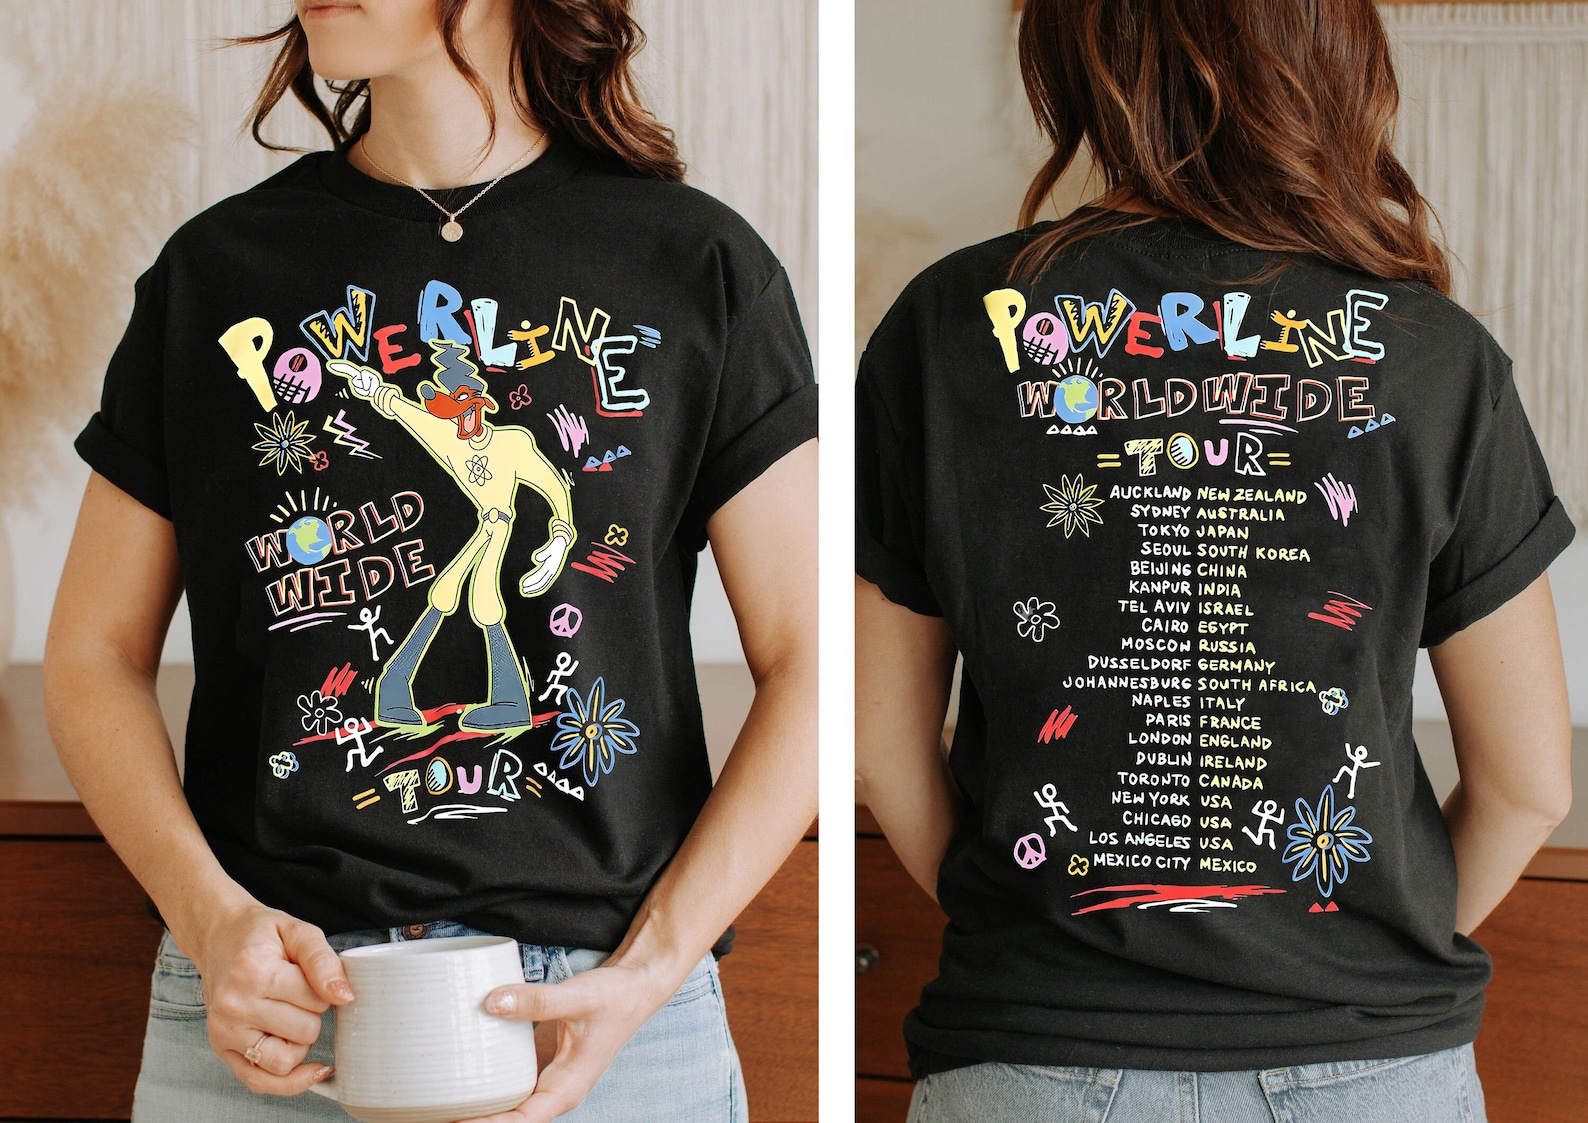 POWERLINE
WORLD
WIDE
TOUR
POWERLINE
WORLDWIDE
TOUR
AUCKLAND NEW ZEALAND
SYDNEY AUSTRALIA
TOKYO JAPAN
SEOUL SOUTH KOREA
BEIJING CHINA
KANPUR INDIA
TEL AVIV ISRAEL
CAIRO EGYPT
MOSCOW RUSSIA
DUSSELDORF GERMANY
JOHANNESBURG SOUTH AFRICA
NAPLES ITALY
PARIS FRANCE
LONDON ENGLAND
DUBLIN IRELAND
TORONTO CANADA
NEW YORK USA
CHICAGO USA
LOS ANGELES USA
MEXICO CITY MEXICO